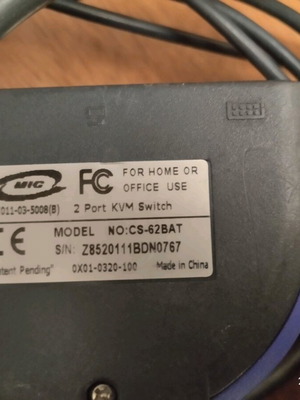 MIC
FC
FOR HOME OR
OFFICE USE
011-03-5008(B)
2 Port KVM Switch
CE
MODEL NO:CS-62BAT
S/N: Z8520111BDN0767
Pending"
0X01-0320-100
Made in China